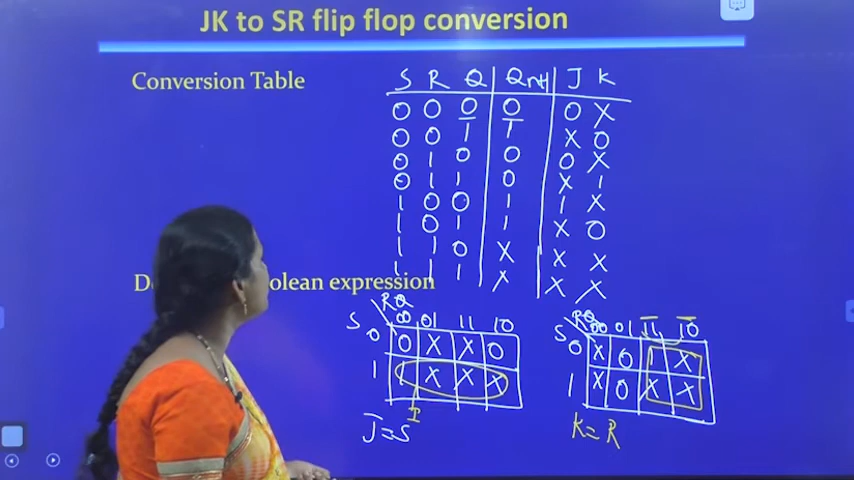 JK to SR flip flop conversion
Conversion Table
S R Q Qn+1 J K
0 0 0 0 0 X
0 0 1 1 X 0
0 1 0 0 0 X
0 1 1 0 X 1
1 0 0 1 1 X
1 0 1 1 X 0
1 1 0 X X X
1 1 1 X X X
olean expression
RQ
S 00 01 11 10
0 0 X X 0
1 1 X X X
I
J=S
RQ
S 00 01 11 10
0 X 0 1 X
1 X 0 X X
K=R